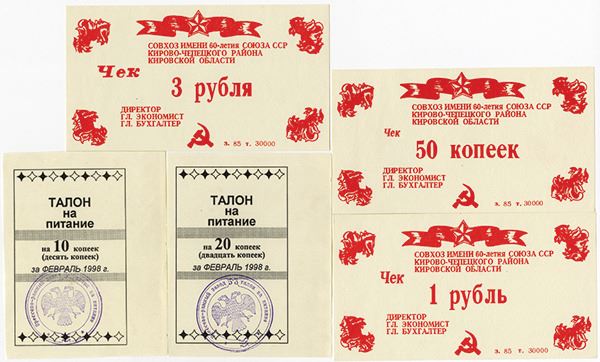 СОВХОЗ ИМЕНИ 60-летия СОЮЗА ССР
КИРОВО-ЧЕПЕЦКОГО РАЙОНА
КИРОВСКОЙ ОБЛАСТИ
Чек
3 рубля
ДИРЕКТОР
ГЛ. ЭКОНОМИСТ
ГЛ. БУХГАЛТЕР
з. 85 т. 30000
СОВХОЗ ИМЕНИ 60-летия СОЮЗА ССР
КИРОВО-ЧЕПЕЦКОГО РАЙОНА
КИРОВСКОЙ ОБЛАСТИ
Чек
50 копеек
ДИРЕКТОР
ГЛ. ЭКОНОМИСТ
ГЛ. БУХГАЛТЕР
з. 85 т. 30000
ТАЛОН
на
питание
на 10 копеек
(десять копеек)
за ФЕВРАЛЬ 1998 г.
ТАЛОН
на
питание
на 20 копеек
(двадцать копеек)
за ФЕВРАЛЬ 1998 г.
СОВХОЗ ИМЕНИ 60-летия СОЮЗА ССР
КИРОВО-ЧЕПЕЦКОГО РАЙОНА
КИРОВСКОЙ ОБЛАСТИ
Чек
1 рубль
ДИРЕКТОР
ГЛ. ЭКОНОМИСТ
ГЛ. БУХГАЛТЕР
з. 85 т. 30000